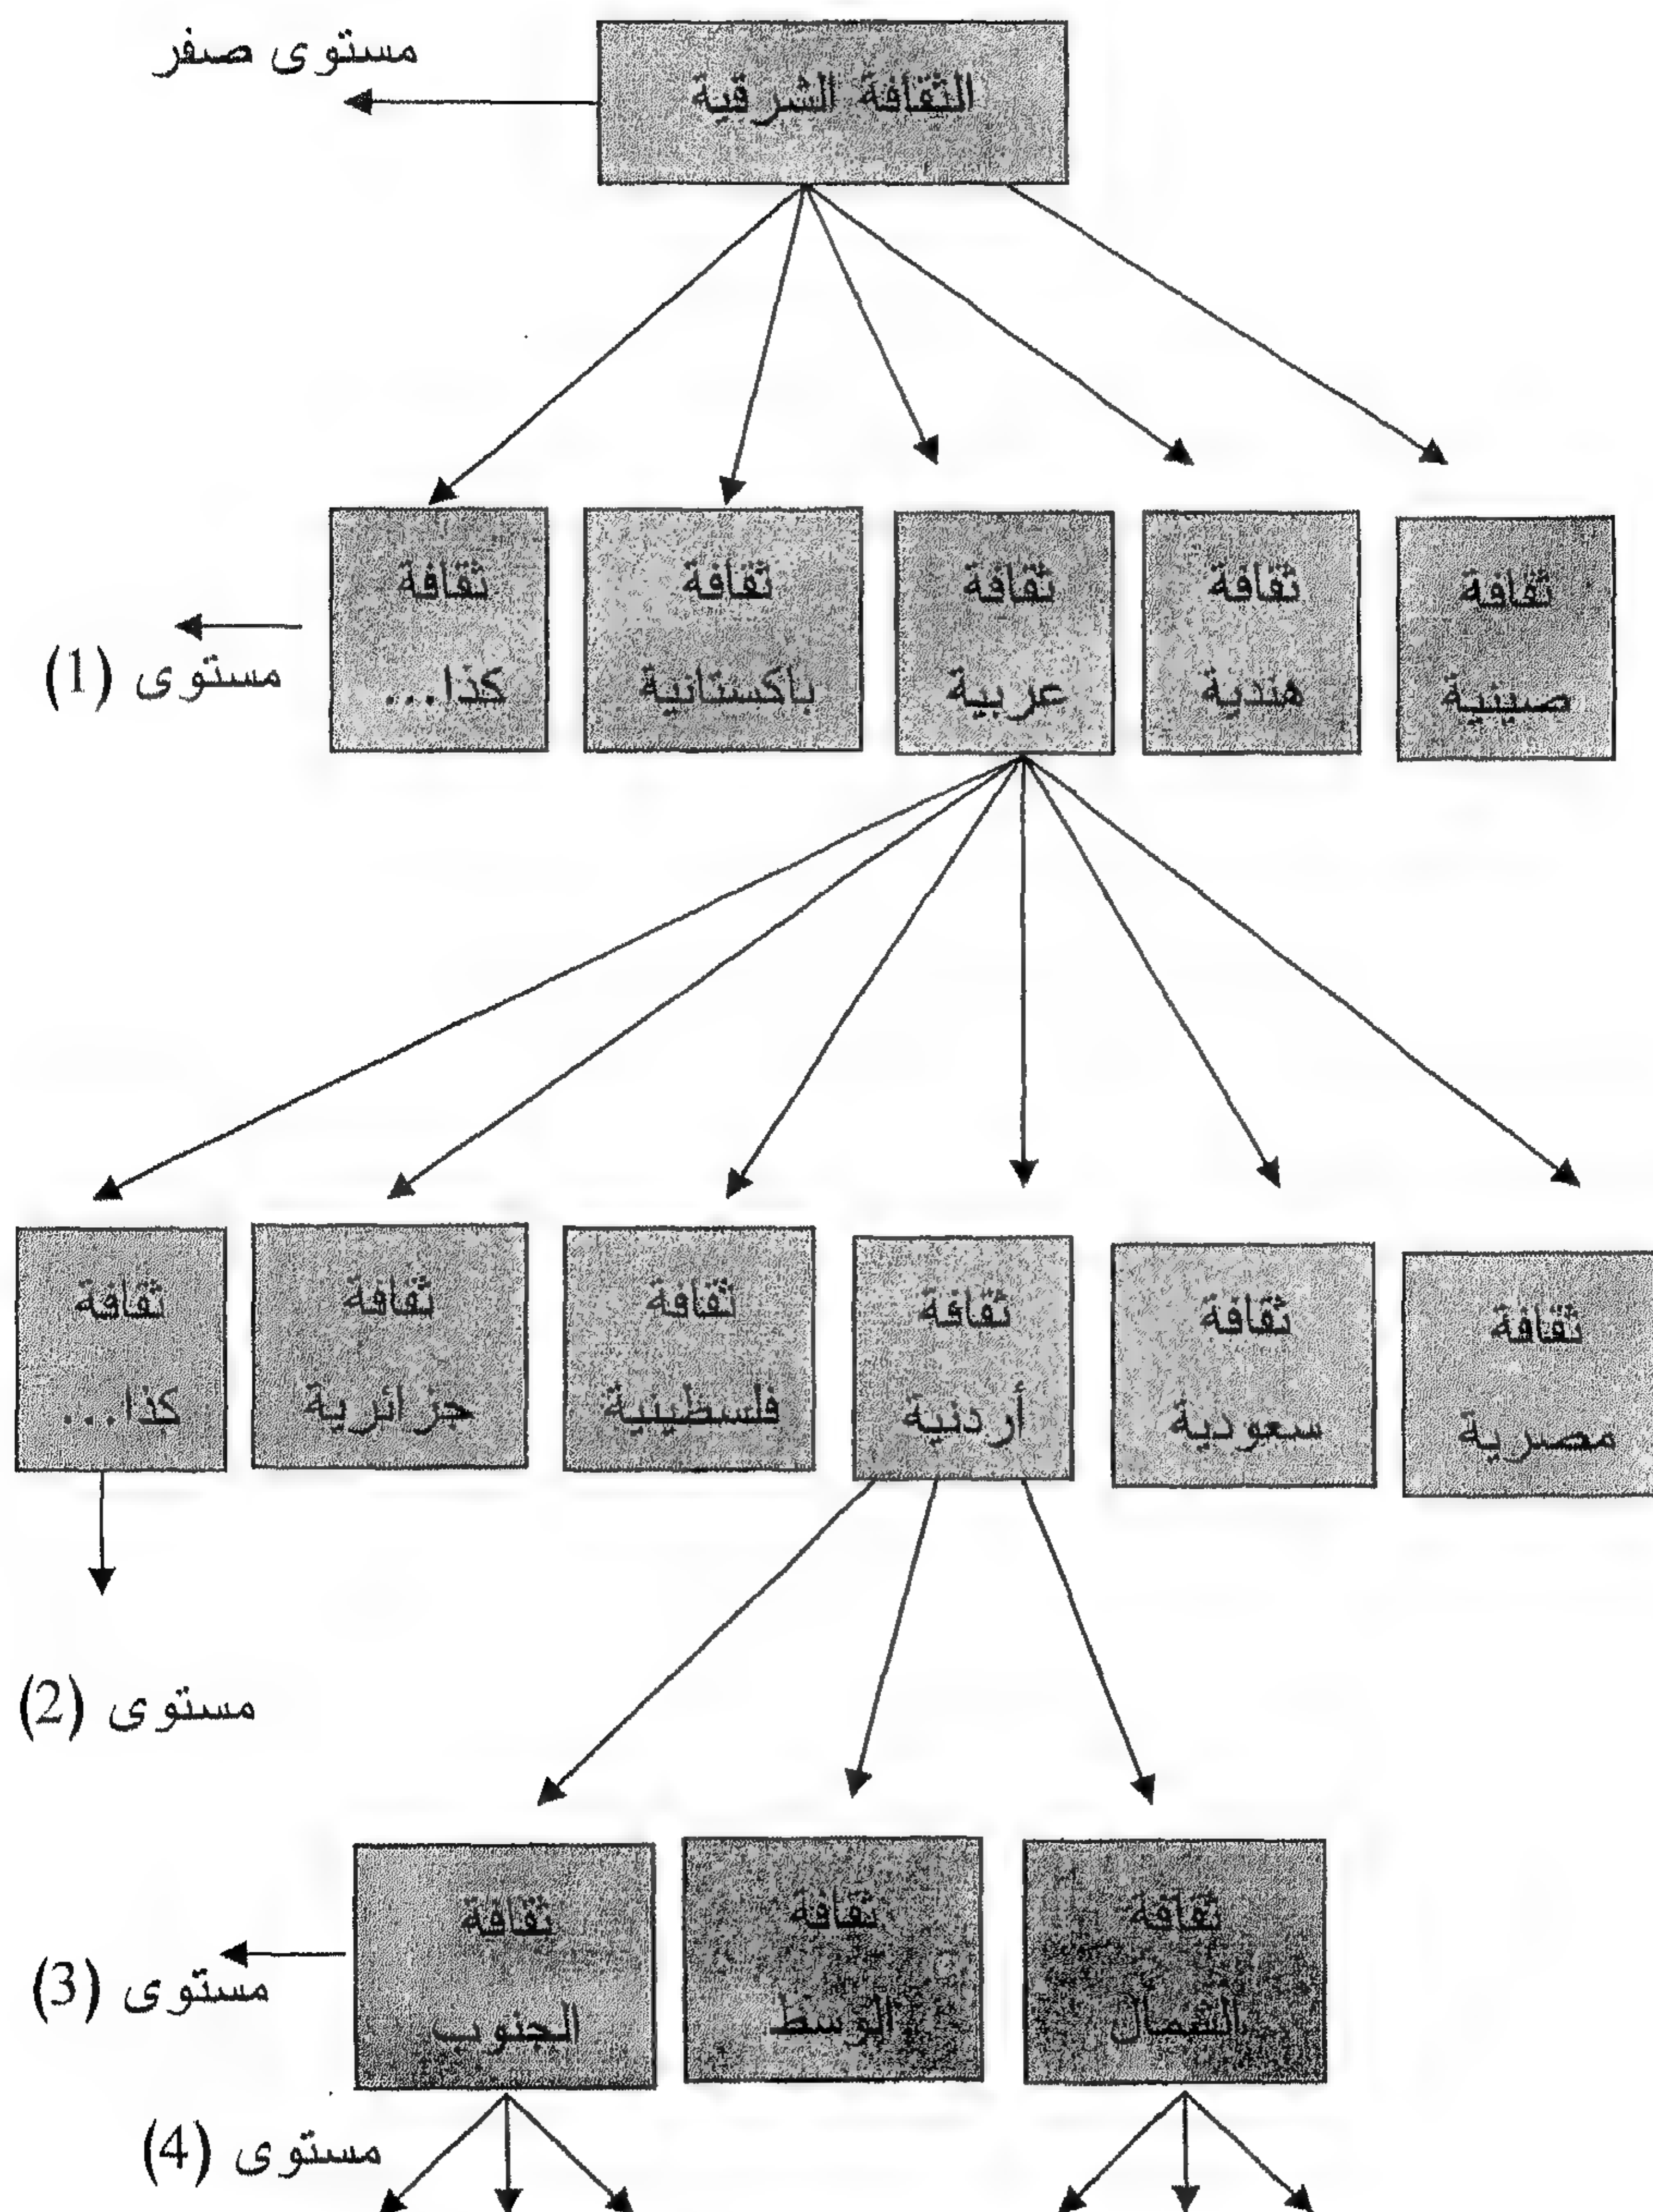 الثقافة الشرقية
مستوى صفر
ثقافة
صينية
ثقافة
هندية
ثقافة
عربية
ثقافة
باكستانية
ثقافة
كذا...
مستوى (1)
ثقافة
مصرية
ثقافة
سعودية
ثقافة
أردنية
ثقافة
فلسطينية
ثقافة
جزائرية
ثقافة
كذا...
مستوى (2)
ثقافة
الشمال
ثقافة
الوسط
ثقافة
الجنوب
مستوى (3)
مستوى (4)